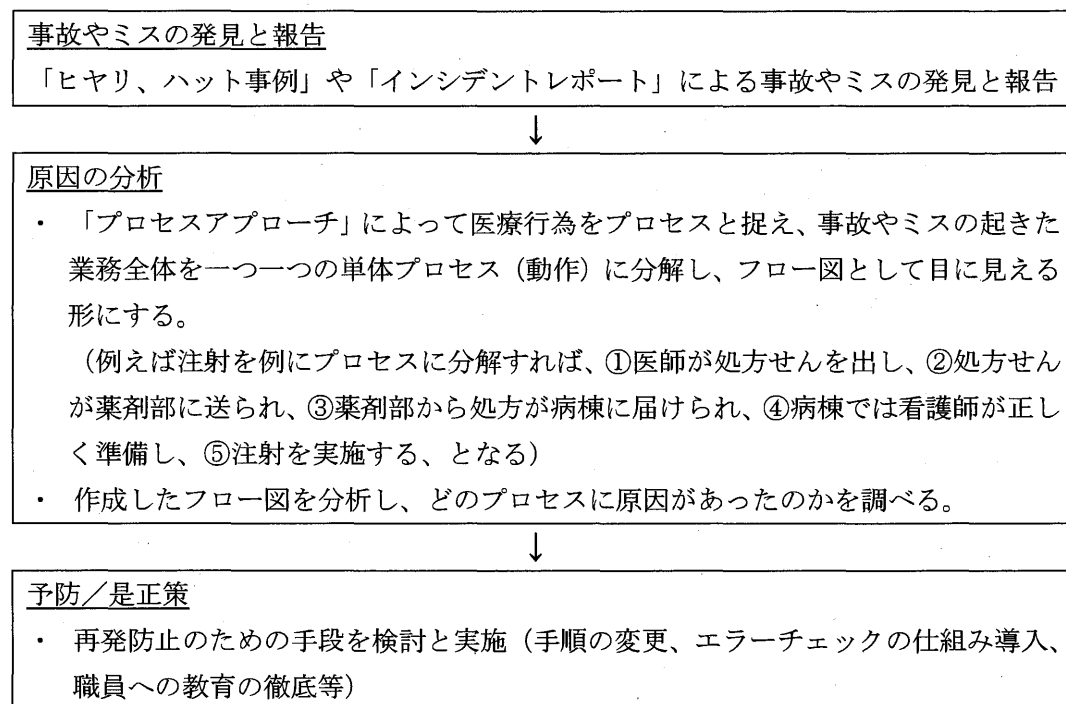 事故やミスの発見と報告
「ヒヤリ、ハット事例」や「インシデントレポート」による事故やミスの発見と報告
↓
原因の分析
・ 「プロセスアプローチ」によって医療行為をプロセスと捉え、事故やミスの起きた
業務全体を一つ一つの単体プロセス（動作）に分解し、フロー図として目に見える
形にする。
（例えば注射を例にプロセスに分解すれば、①医師が処方せんを出し、②処方せん
が薬剤部に送られ、③薬剤部から処方が病棟に届けられ、④病棟では看護師が正し
く準備し、⑤注射を実施する、となる）
・ 作成したフロー図を分析し、どのプロセスに原因があったのかを調べる。
↓
予防／是正策
・ 再発防止のための手段を検討と実施（手順の変更、エラーチェックの仕組み導入、
職員への教育の徹底等）